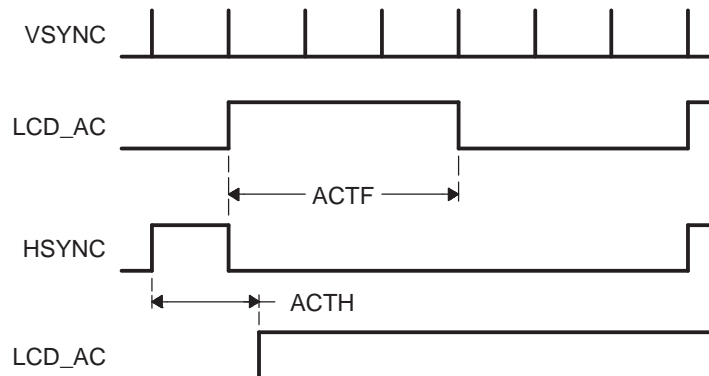 VSYNC
LCD_AC
ACTF
HSYNC
ACTH
LCD_AC